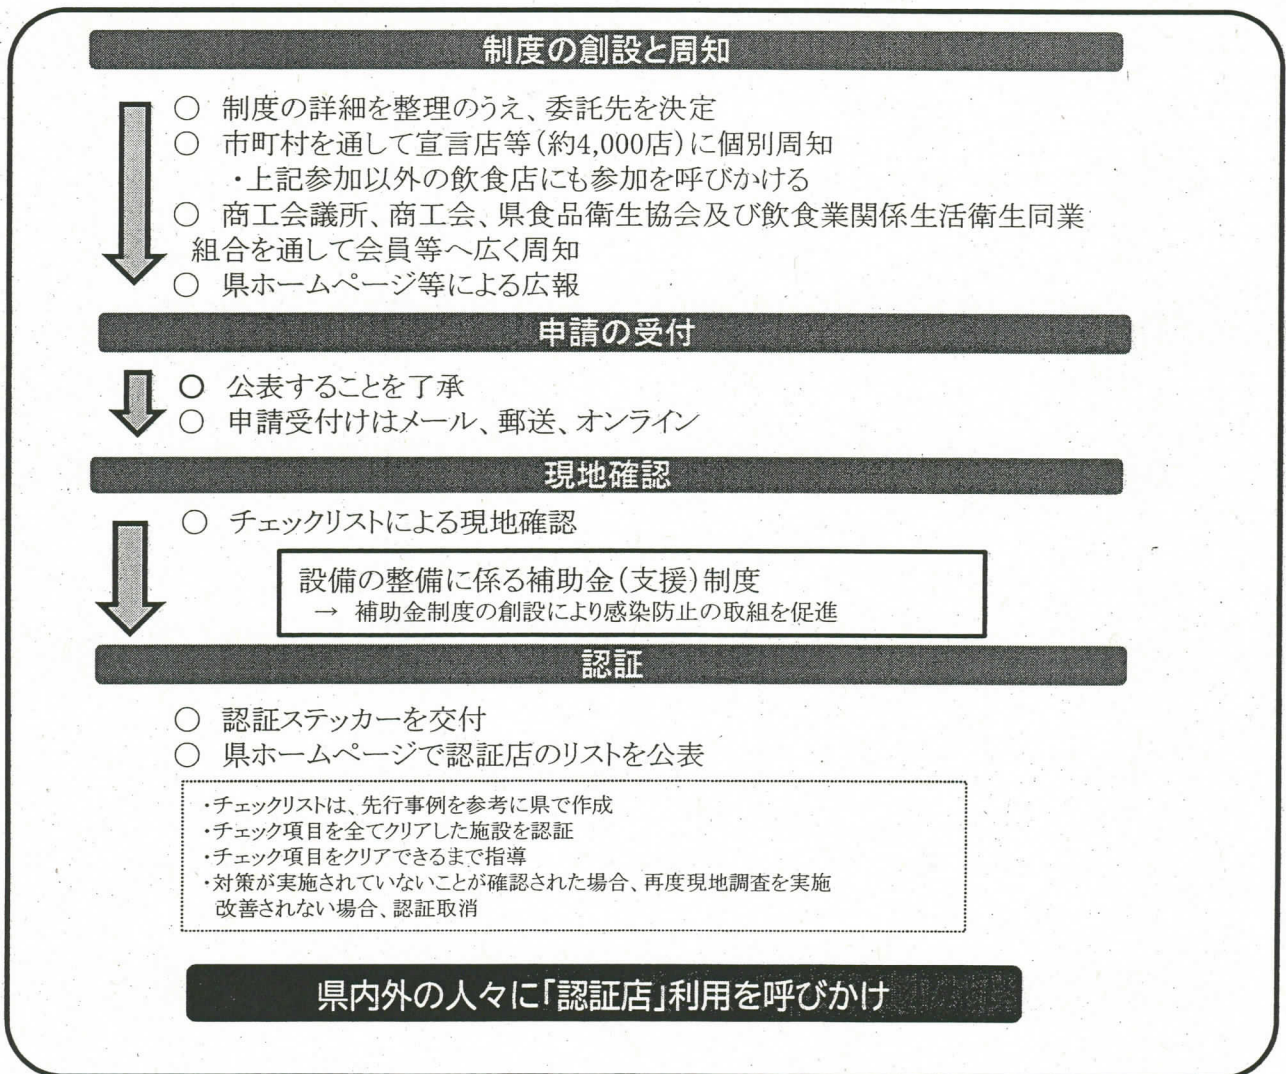 制度の創設と周知
○ 制度の詳細を整理のうえ、委託先を決定
○ 市町村を通して宣言店等(約4,000店)に個別周知
・上記参加以外の飲食店にも参加を呼びかける
○ 商工会議所、商工会、県食品衛生協会及び飲食業関係生活衛生同業
組合を通して会員等へ広く周知
○ 県ホームページ等による広報
申請の受付
○ 公表することを了承
○ 申請受付けはメール、郵送、オンライン
現地確認
○ チェックリストによる現地確認
設備の整備に係る補助金(支援)制度
→ 補助金制度の創設により感染防止の取組を促進
認証
○ 認証ステッカーを交付
○ 県ホームページで認証店のリストを公表
・チェックリストは、先行事例を参考に県で作成
・チェック項目を全てクリアした施設を認証
・チェック項目をクリアできるまで指導
・対策が実施されていないことが確認された場合、再度現地調査を実施
改善されない場合、認証取消
県内外の人々に「認証店」利用を呼びかけ